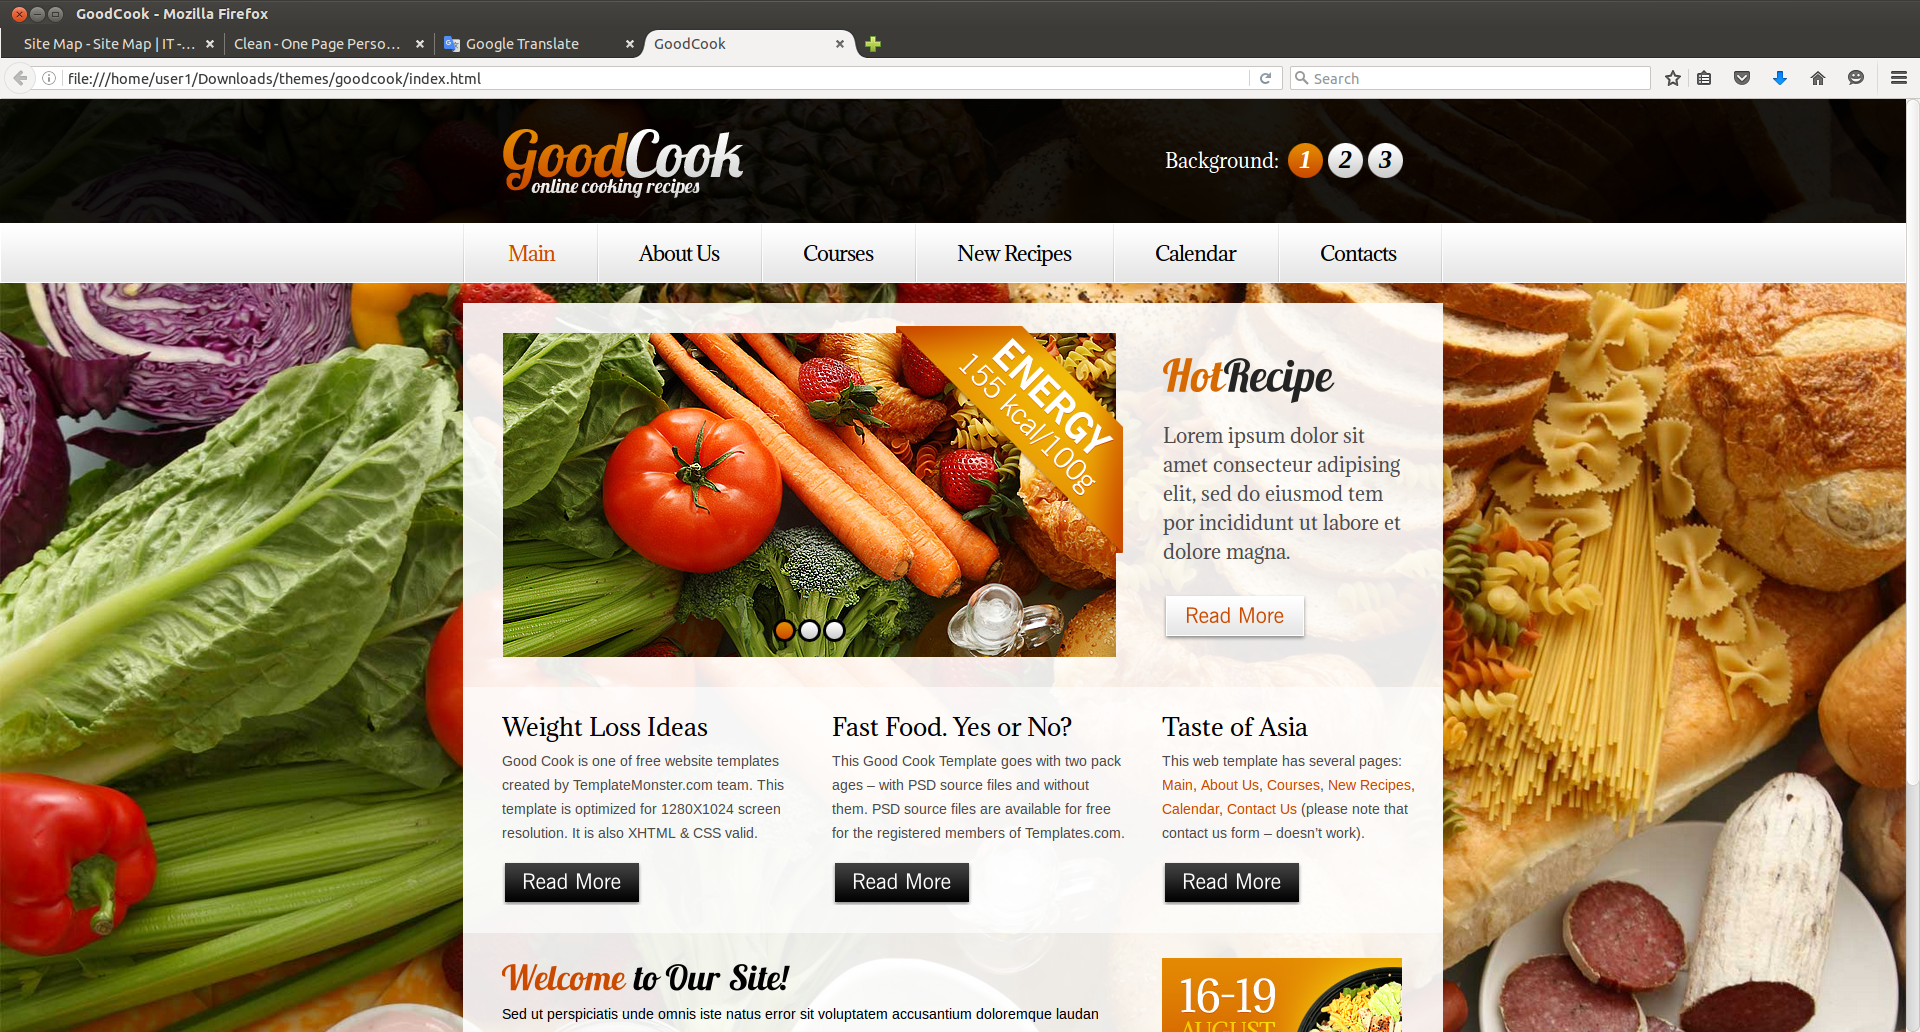 GoodCook - Mozilla Firefox
Site Map - Site Map | IT -...
Clean - One Page Perso...
Google Translate
GoodCook
file:///home/user1/Downloads/themes/goodcook/index.html
Search
GoodCook
online cooking recipes
Background: 1 2 3
Main
About Us
Courses
New Recipes
Calendar
Contacts
ENERGY
155 kcal/100g
HotRecipe
Lorem ipsum dolor sit
amet consecteur adipising
elit, sed do eiusmod tem
por incididunt ut labore et
dolore magna.
Read More
Weight Loss Ideas
Good Cook is one of free website templates
created by TemplateMonster.com team. This
template is optimized for 1280X1024 screen
resolution. It is also XHTML & CSS valid.
Read More
Fast Food. Yes or No?
This Good Cook Template goes with two pack
ages – with PSD source files and without
them. PSD source files are available for free
for the registered members of Templates.com.
Read More
Taste of Asia
This web template has several pages:
Main, About Us, Courses, New Recipes,
Calendar, Contact Us (please note that
contact us form – doesn't work).
Read More
Welcome to Our Site!
Sed ut perspiciatis unde omnis iste natus error sit voluptatem accusantium doloremque laudan
16-19
AUGUST